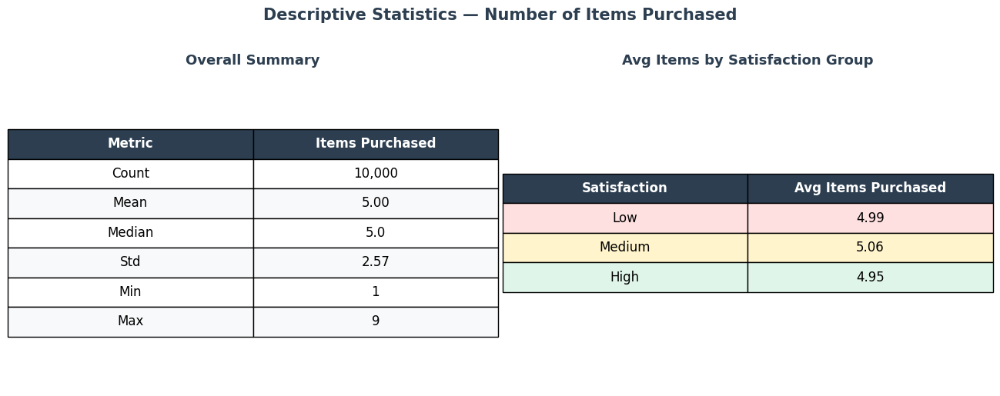 Descriptive Statistics — Number of Items Purchased
Overall Summary
Metric Items Purchased
Count 10,000
Mean 5.00
Median 5.0
Std 2.57
Min 1
Max 9
Avg Items by Satisfaction Group
Satisfaction Avg Items Purchased
Low 4.99
Medium 5.06
High 4.95